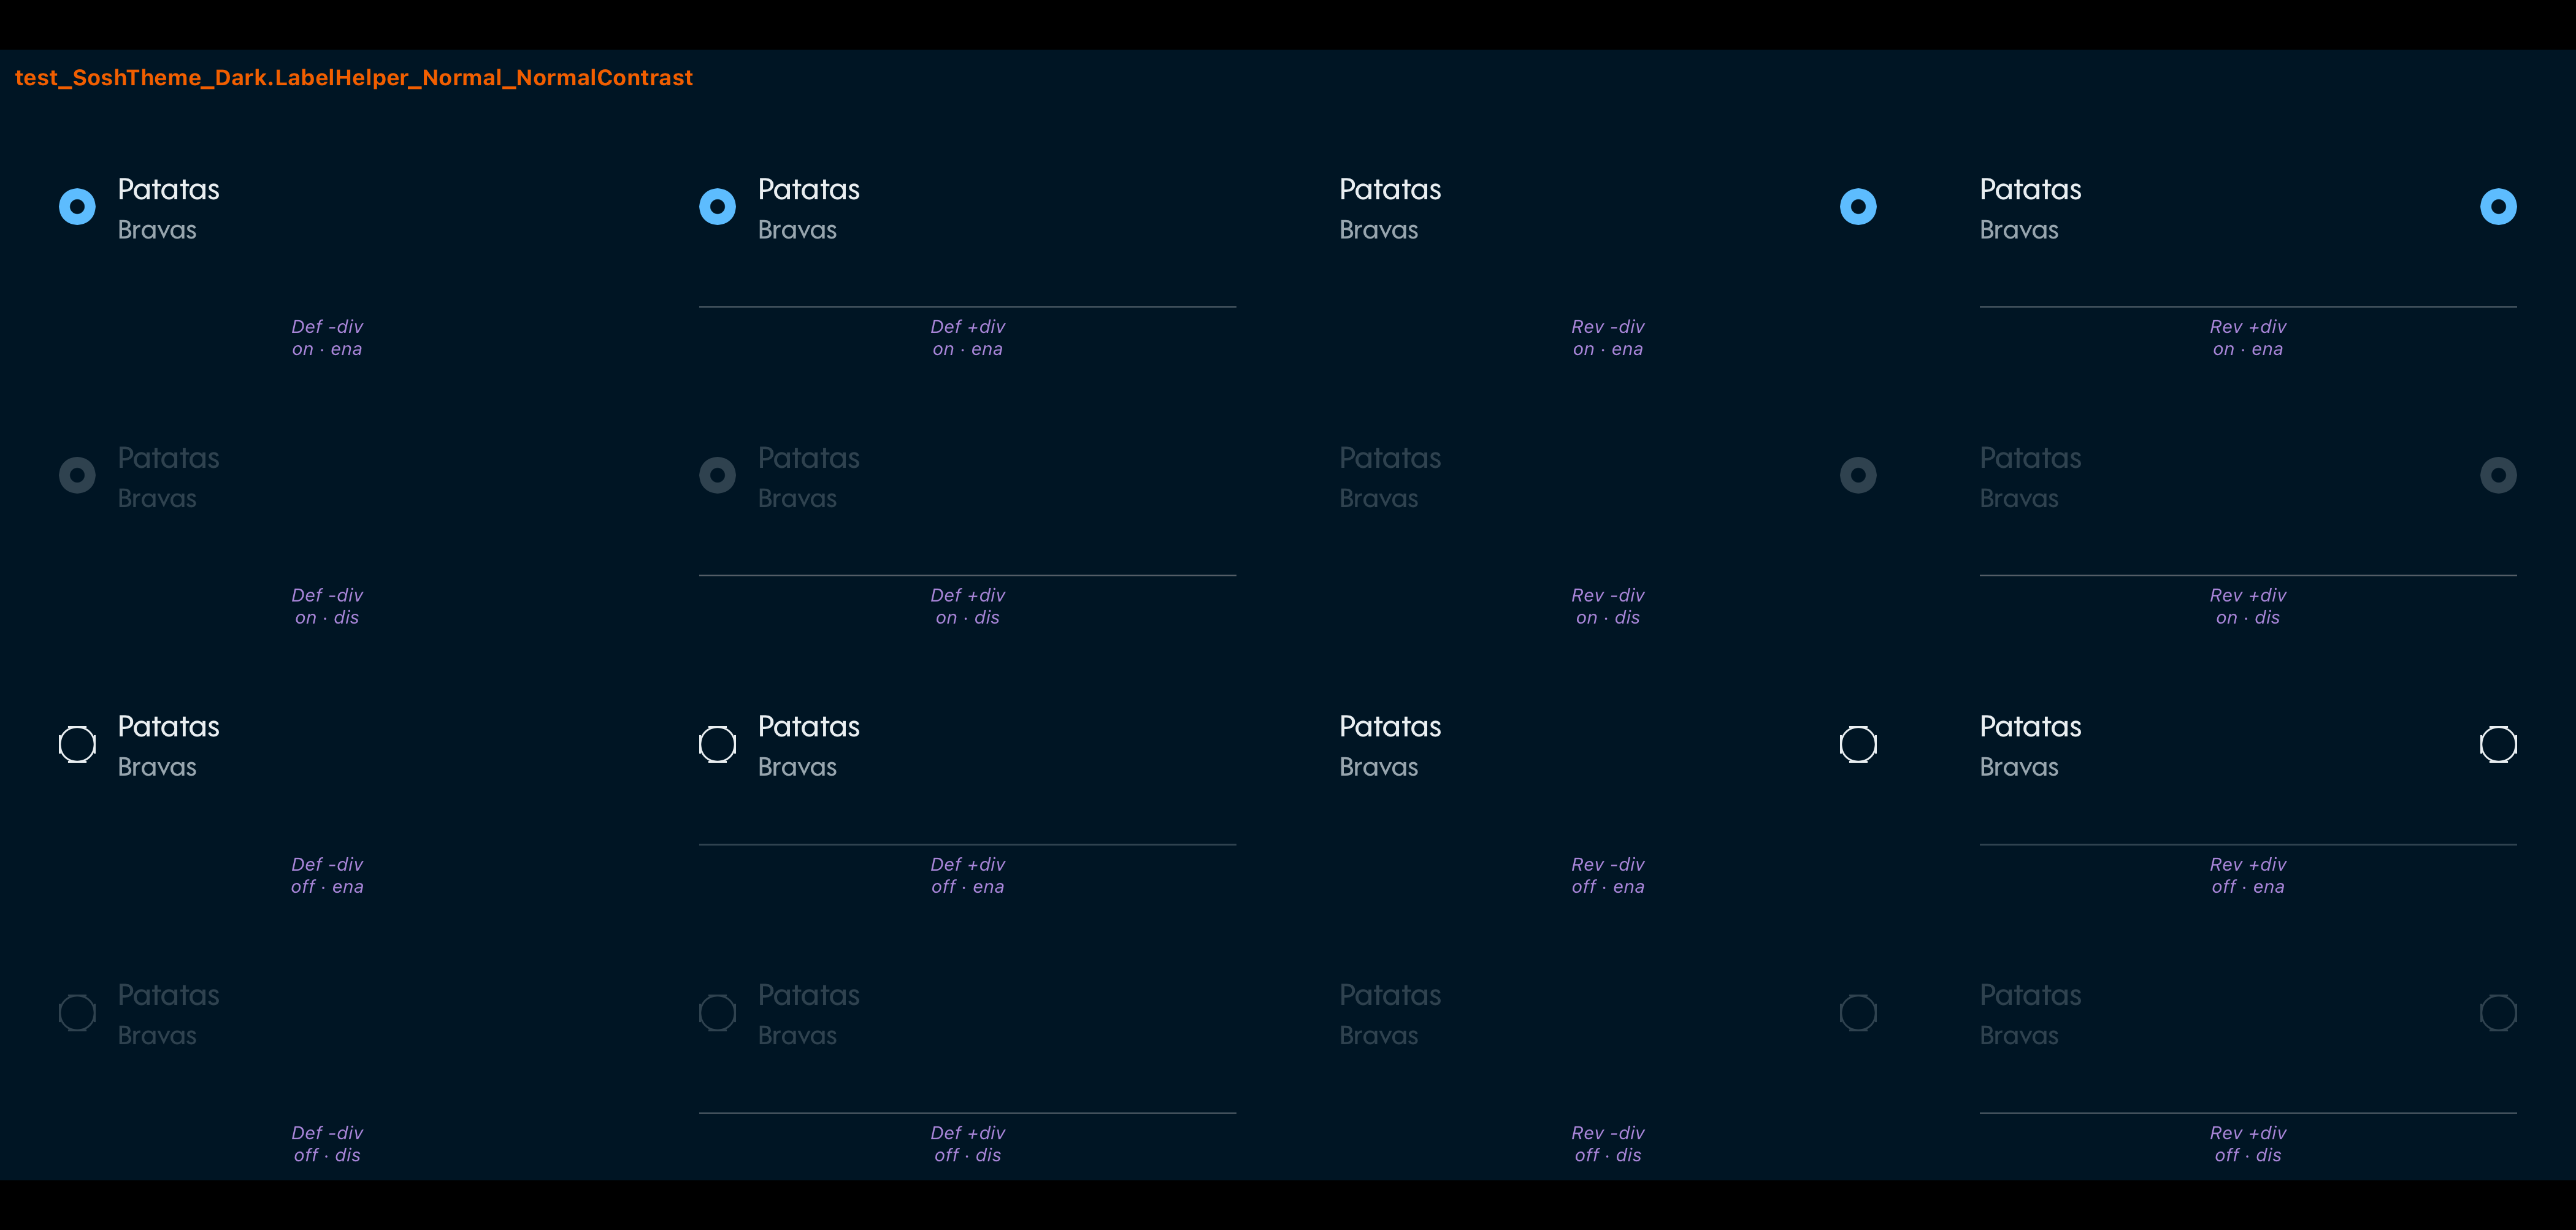 test_SoshTheme_Dark.LabelHelper_Normal_NormalContrast
Patatas
Bravas
Def -div
on · ena
Patatas
Bravas
Def +div
on · ena
Patatas
Bravas
Rev -div
on · ena
Patatas
Bravas
Rev +div
on · ena
Patatas
Bravas
Def -div
on · dis
Patatas
Bravas
Def +div
on · dis
Patatas
Bravas
Rev -div
on · dis
Patatas
Bravas
Rev +div
on · dis
Patatas
Bravas
Def -div
off · ena
Patatas
Bravas
Def +div
off · ena
Patatas
Bravas
Rev -div
off · ena
Patatas
Bravas
Rev +div
off · ena
Patatas
Bravas
Def -div
off · dis
Patatas
Bravas
Def +div
off · dis
Patatas
Bravas
Rev -div
off · dis
Patatas
Bravas
Rev +div
off · dis